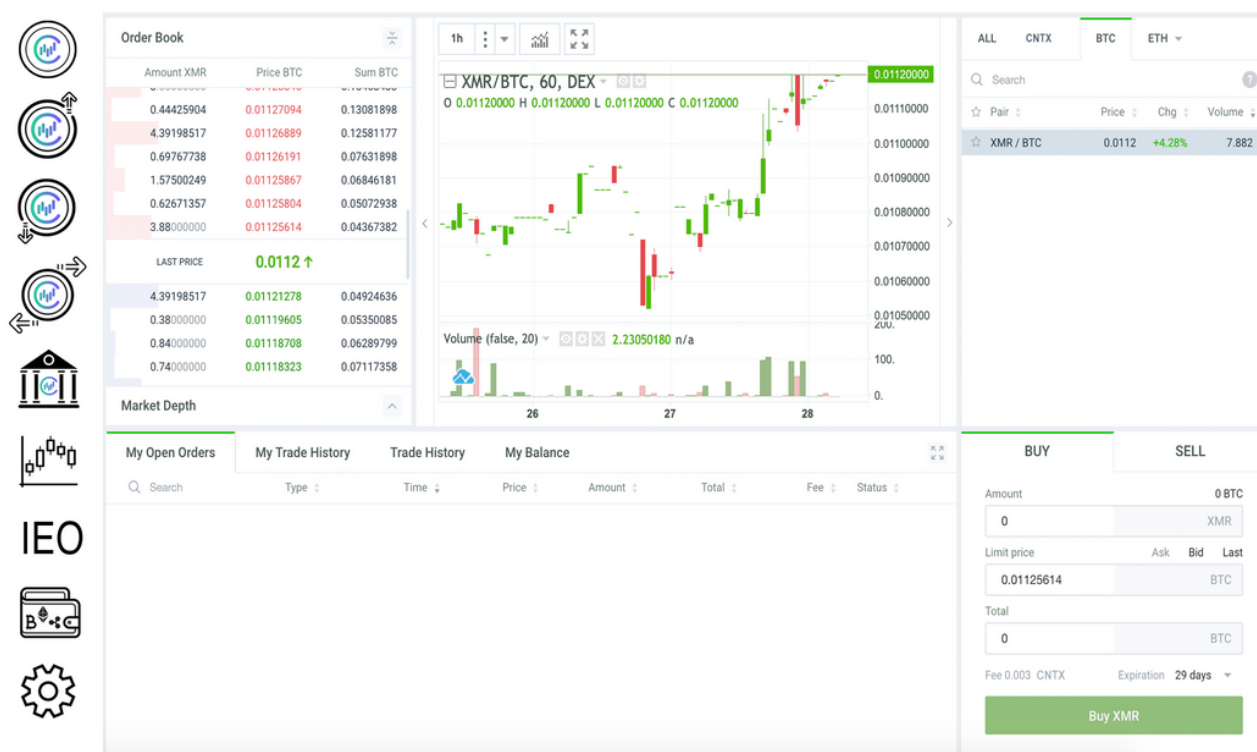 Order Book
Amount XMR Price BTC Sum BTC
0.44425904 0.01127094 0.13081898
4.39198517 0.01126889 0.12581177
0.69767738 0.01126191 0.07631898
1.57500249 0.01125867 0.06846181
0.62671357 0.01125804 0.05072938
3.88000000 0.01125614 0.04367382
LAST PRICE 0.0112 ↑
4.39198517 0.01121278 0.04924636
0.38000000 0.01119605 0.05350085
0.84000000 0.01118708 0.06289799
0.74000000 0.01118323 0.07117358
Market Depth
1h
XMR/BTC, 60, DEX
O 0.01120000 H 0.01120000 L 0.01120000 C 0.01120000
0.01120000
0.01110000
0.01100000
0.01090000
0.01080000
0.01070000
0.01060000
0.01050000
Volume (false, 20) 2.23050180 n/a
200.
100.
0.
26 27 28
ALL CNTX BTC ETH
Search ?
Pair Price Chg Volume
XMR / BTC 0.0112 +4.28% 7.882
My Open Orders My Trade History Trade History My Balance
Search Type Time Price Amount Total Fee Status
BUY SELL
Amount 0 BTC
0 XMR
Limit price Ask Bid Last
0.01125614 BTC
Total
0 BTC
Fee 0.003 CNTX Expiration 29 days
Buy XMR
IEO
B